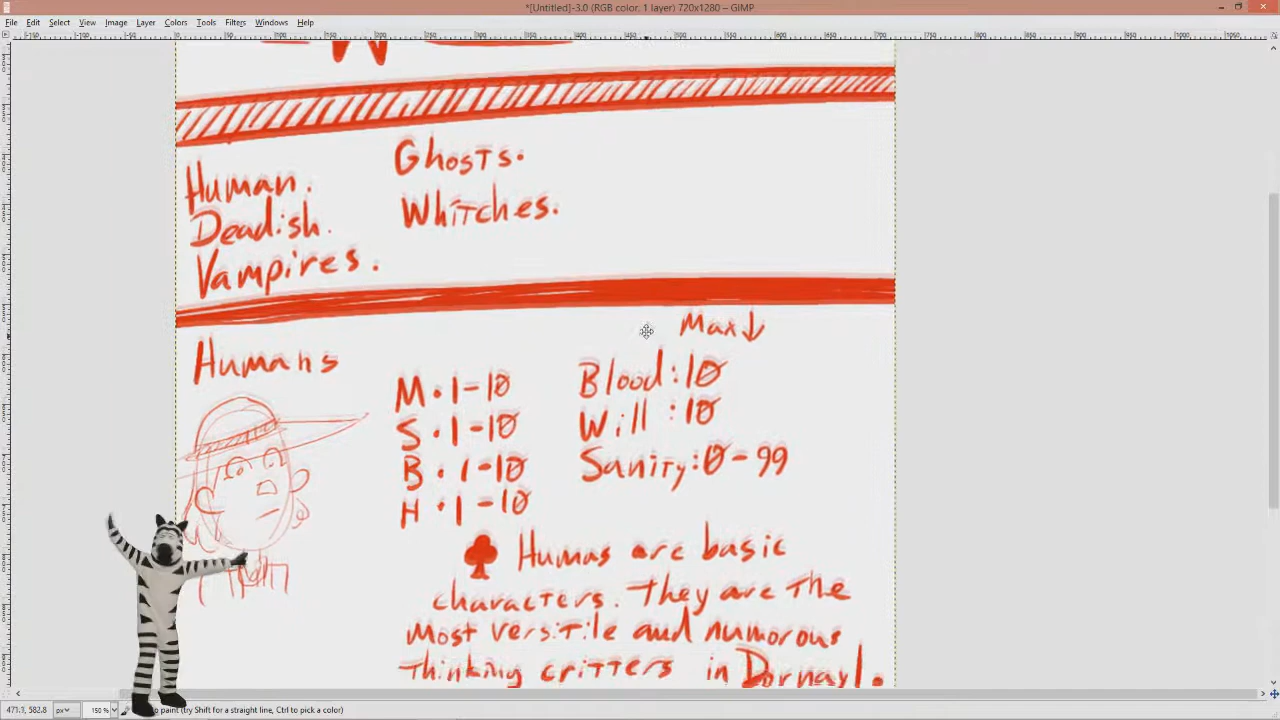 *[Untitled]-3.0 (RGB color, 1 layer) 720x1280 – GIMP
File Edit Select View Image Layer Colors Tools Filters Windows Help
Human.
Deadish.
Vampires.
Ghosts.
Whitches.
Humans
M • 1-10
S • 1-10
B • 1-10
H • 1-10
Max↓
Blood:10
Will :10
Sanity:0-99
♣ Humas are basic
characters. They are the
most versitile and numorous
Thinking critters in Dornay!.
471.1, 582.8 px 150 % paint (try Shift for a straight line, Ctrl to pick a color)